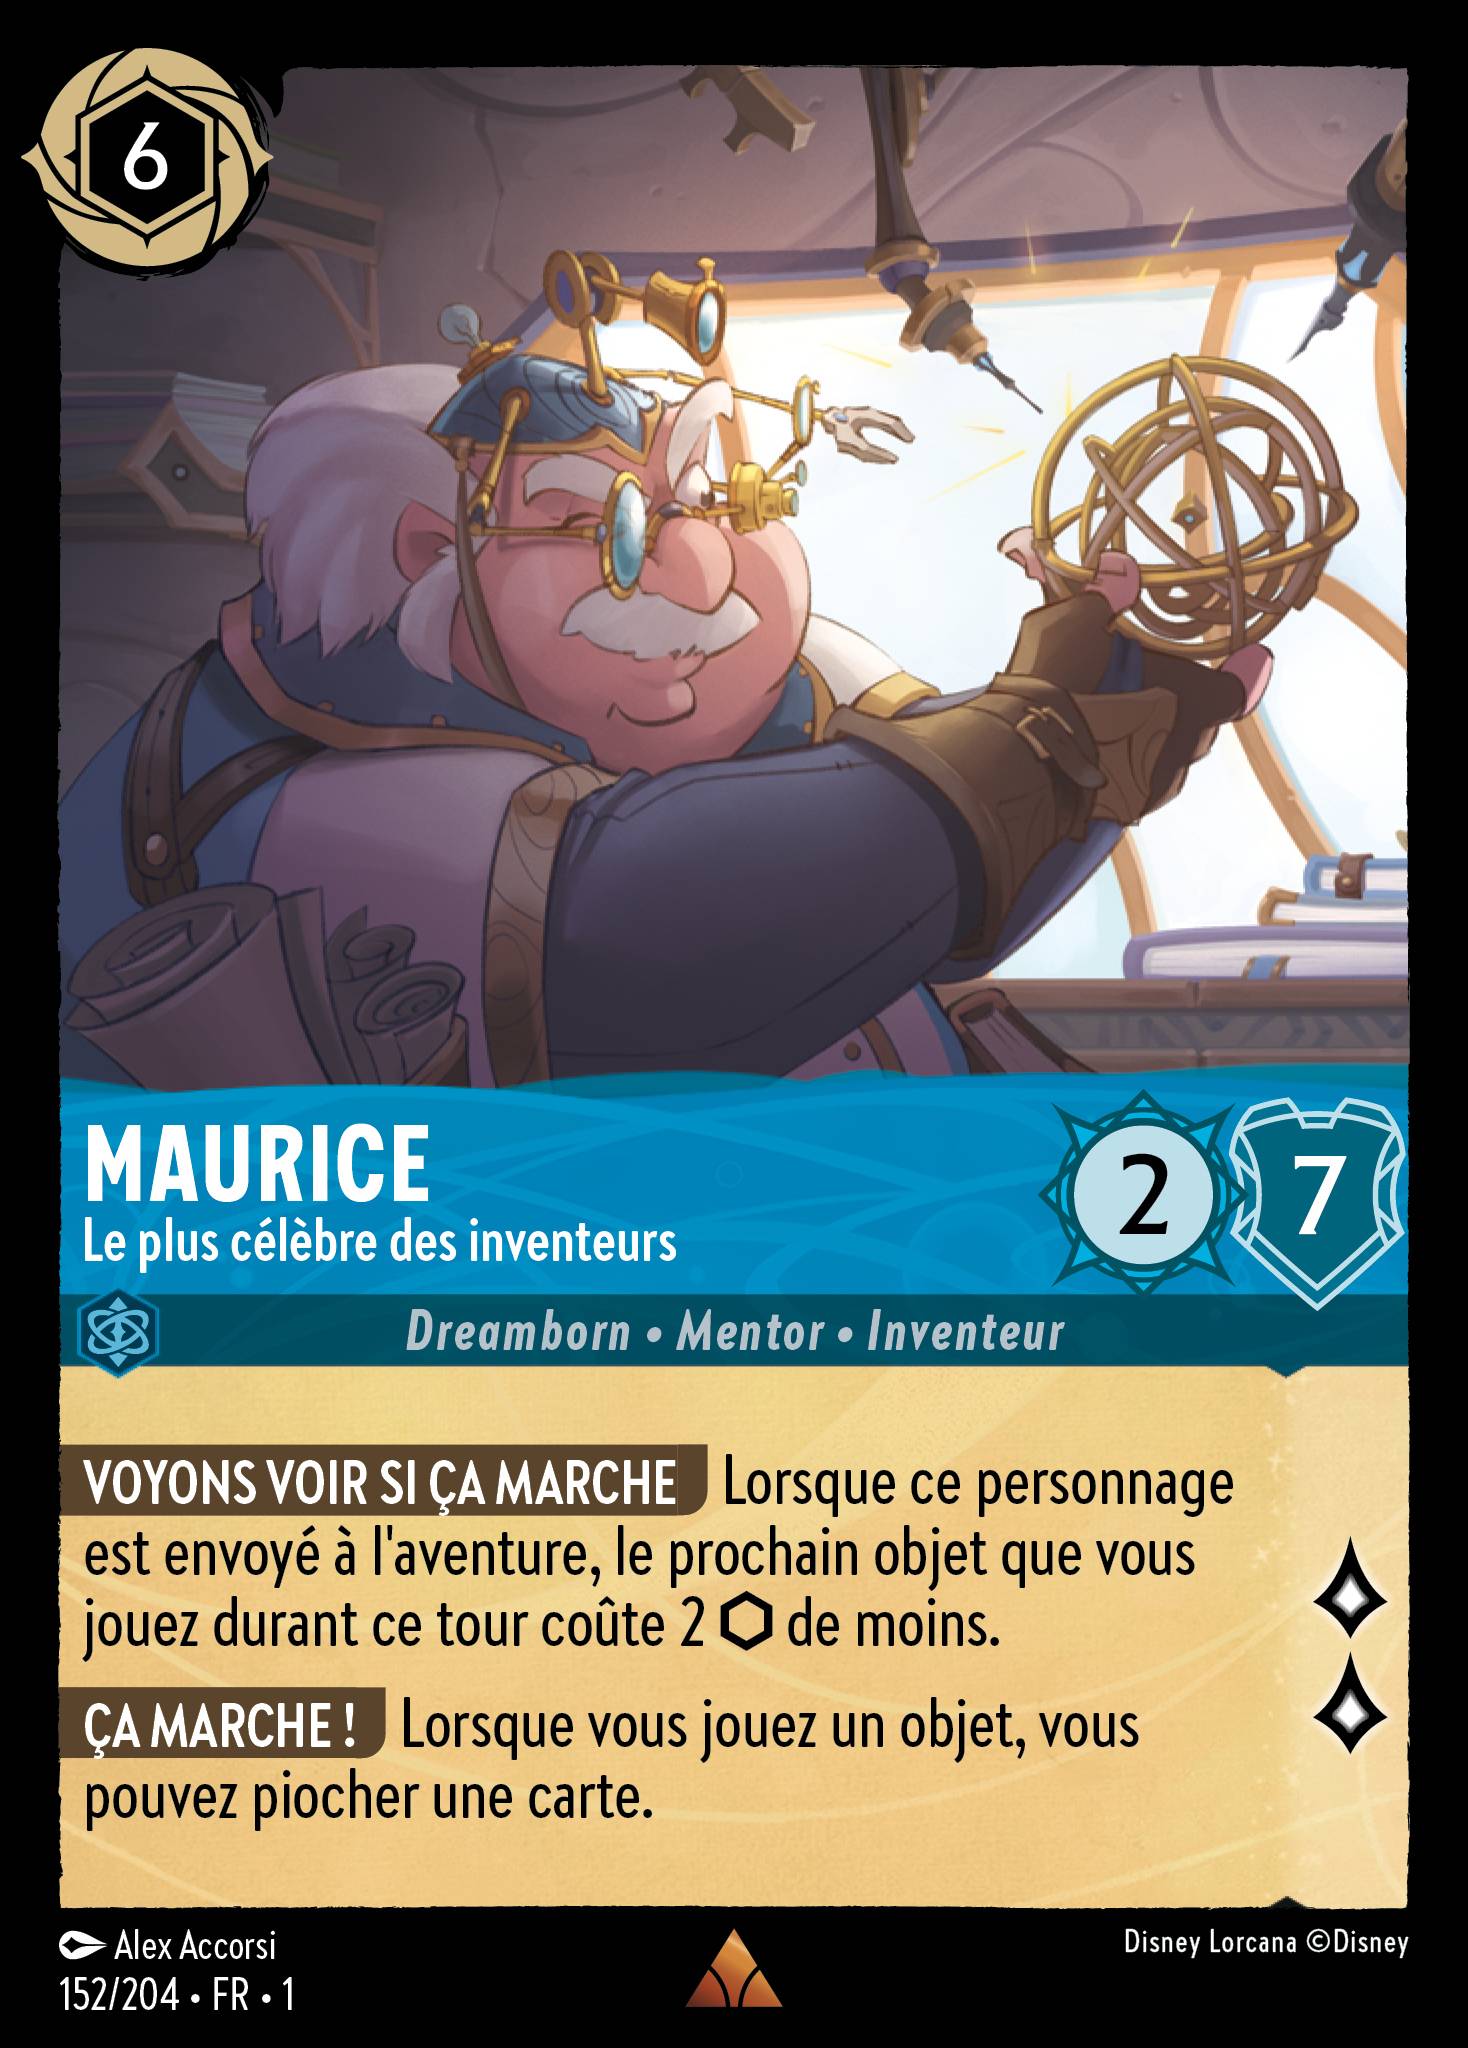 6
MAURICE
Le plus célèbre des inventeurs
2 7
Dreamborn • Mentor • Inventeur
VOYONS VOIR SI ÇA MARCHE Lorsque ce personnage
est envoyé à l'aventure, le prochain objet que vous
jouez durant ce tour coûte 2 ⬡ de moins.
ÇA MARCHE ! Lorsque vous jouez un objet, vous
pouvez piocher une carte.
Alex Accorsi
152/204 • FR • 1
Disney Lorcana ©Disney